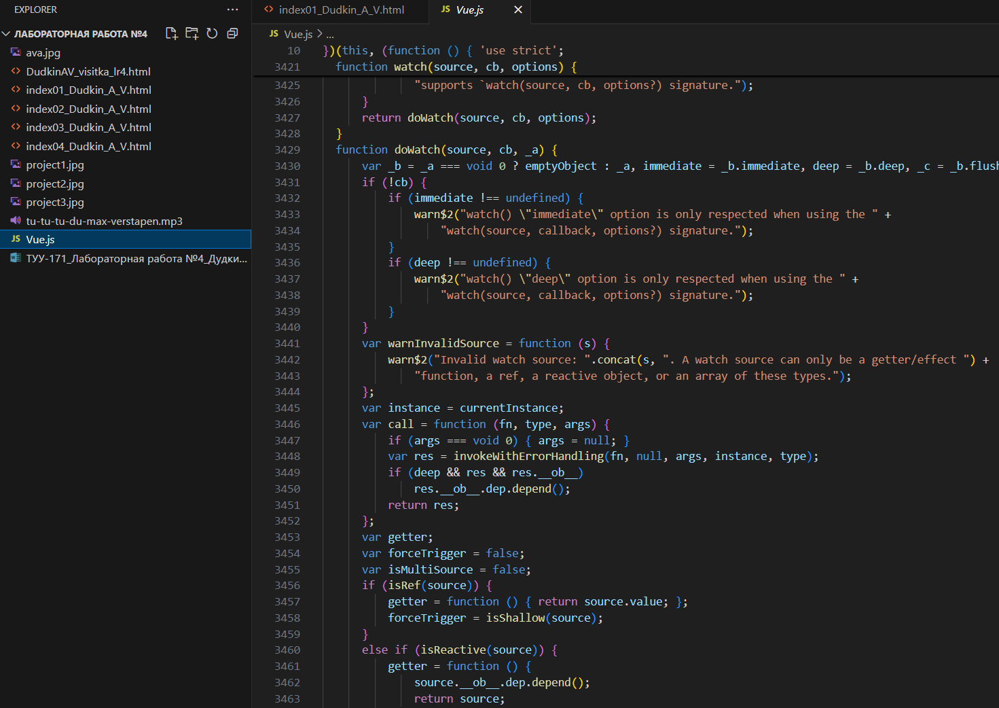 EXPLORER
ЛАБОРАТОРНАЯ РАБОТА №4
ava.jpg
DudkinAV_visitka_lr4.html
index01_Dudkin_A_V.html
index02_Dudkin_A_V.html
index03_Dudkin_A_V.html
index04_Dudkin_A_V.html
project1.jpg
project2.jpg
project3.jpg
tu-tu-tu-du-max-verstapen.mp3
JS Vue.js
ТУУ-171_Лабораторная работа №4_Дудки...
<> index01_Dudkin_A_V.html
JS Vue.js
JS Vue.js > ...
10 })(this, (function () { 'use strict';
3421 function watch(source, cb, options) {
3425 "supports `watch(source, cb, options?) signature.");
3426 }
3427 return doWatch(source, cb, options);
3428 }
3429 function doWatch(source, cb, _a) {
3430 var _b = _a === void 0 ? emptyObject : _a, immediate = _b.immediate, deep = _b.deep, _c = _b.flush
3431 if (!cb) {
3432 if (immediate !== undefined) {
3433 warn$2("watch() \"immediate\" option is only respected when using the " +
3434 "watch(source, callback, options?) signature.");
3435 }
3436 if (deep !== undefined) {
3437 warn$2("watch() \"deep\" option is only respected when using the " +
3438 "watch(source, callback, options?) signature.");
3439 }
3440 }
3441 var warnInvalidSource = function (s) {
3442 warn$2("Invalid watch source: ".concat(s, ". A watch source can only be a getter/effect ") +
3443 "function, a ref, a reactive object, or an array of these types.");
3444 };
3445 var instance = currentInstance;
3446 var call = function (fn, type, args) {
3447 if (args === void 0) { args = null; }
3448 var res = invokeWithErrorHandling(fn, null, args, instance, type);
3449 if (deep && res && res.__ob__)
3450 res.__ob__.dep.depend();
3451 return res;
3452 };
3453 var getter;
3454 var forceTrigger = false;
3455 var isMultiSource = false;
3456 if (isRef(source)) {
3457 getter = function () { return source.value; };
3458 forceTrigger = isShallow(source);
3459 }
3460 else if (isReactive(source)) {
3461 getter = function () {
3462 source.__ob__.dep.depend();
3463 return source;